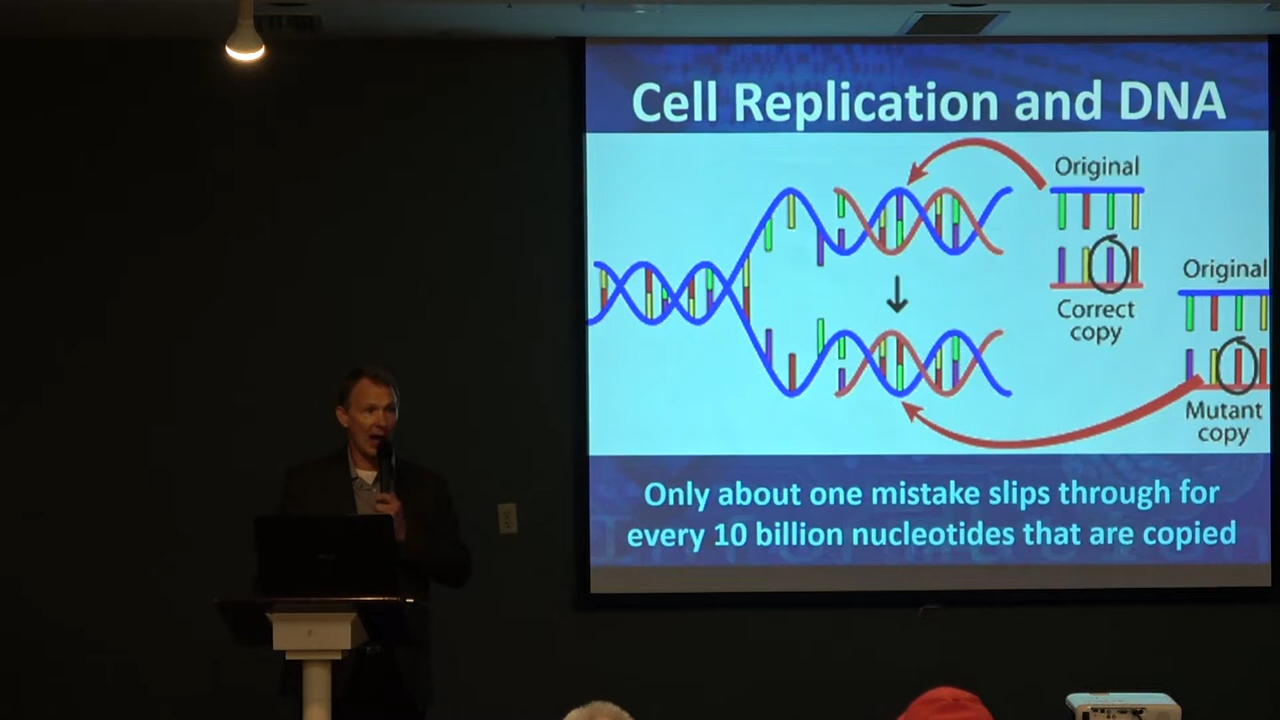 Cell Replication and DNA
Original
Correct
copy
Original
Mutant
copy
Only about one mistake slips through for
every 10 billion nucleotides that are copied